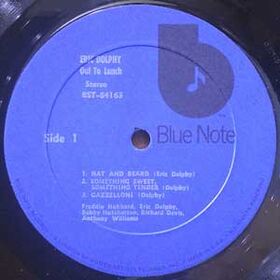 ERIC DOLPHY
Out To Lunch
Stereo
BST-84163
b
Side 1
Blue Note
1. HAT AND BEARD (Eric Dolphy)
2. SOMETHING SWEET,
SOMETHING TENDER (Dolphy)
3. GAZZELLONI (Dolphy)
Freddie Hubbard, Eric Dolphy,
Bobby Hutcherson, Richard Davis,
Anthony Williams